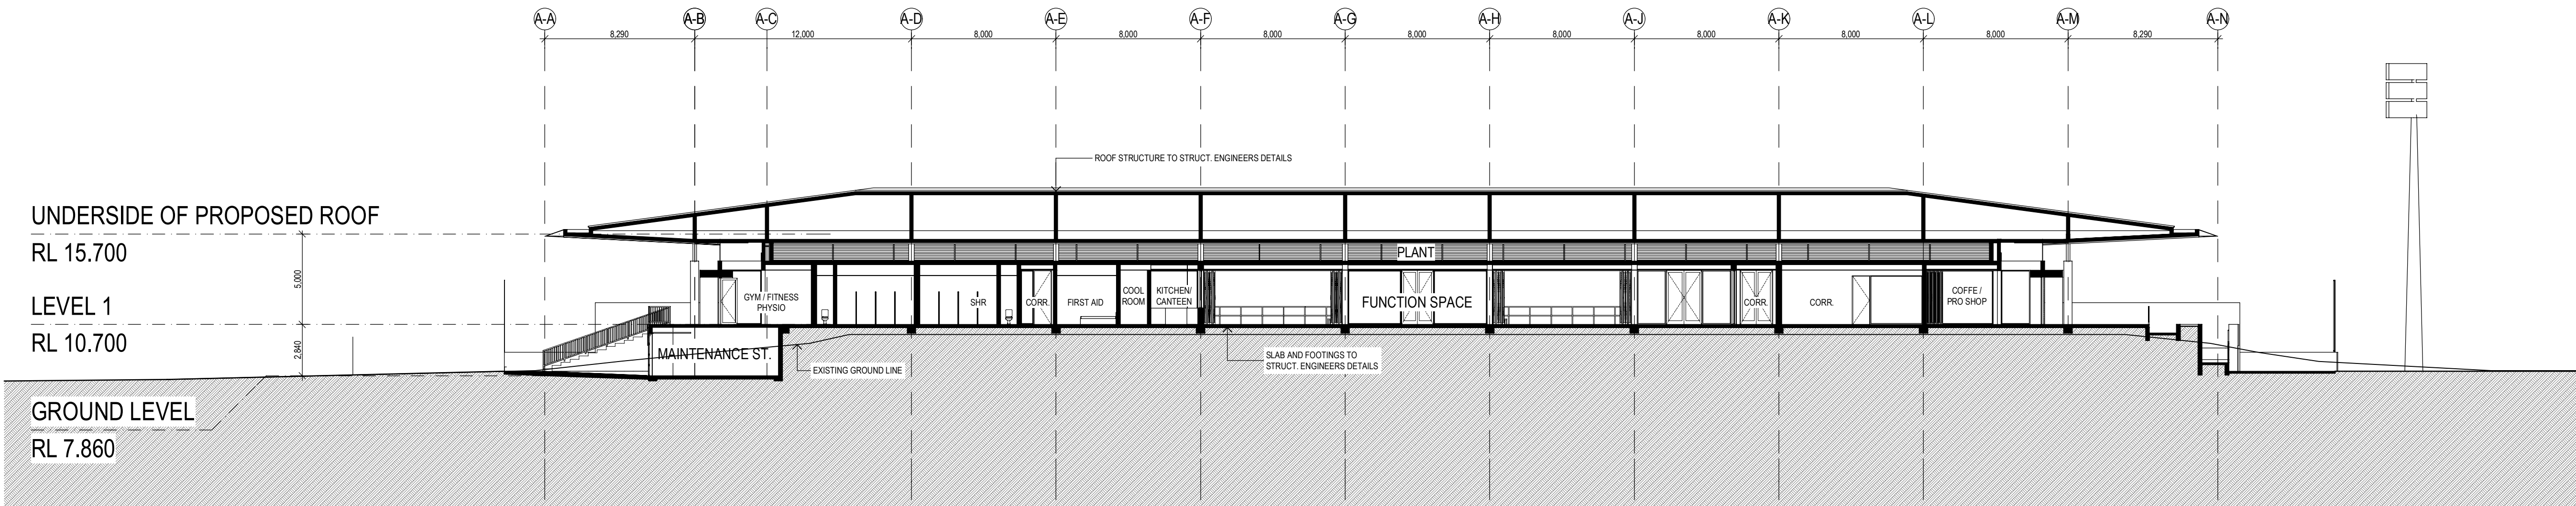 A-A A-B A-C A-D A-E A-F A-G A-H A-J A-K A-L A-M A-N
8,290 12,000 8,000 8,000 8,000 8,000 8,000 8,000 8,000 8,000 8,290
ROOF STRUCTURE TO STRUCT. ENGINEERS DETAILS
UNDERSIDE OF PROPOSED ROOF
RL 15.700
5,000
LEVEL 1
RL 10.700
2,840
GROUND LEVEL
RL 7.860
PLANT
GYM / FITNESS
PHYSIO
SHR
CORR.
FIRST AID
COOL
ROOM
KITCHEN/
CANTEEN
FUNCTION SPACE
CORR.
CORR.
COFFE /
PRO SHOP
MAINTENANCE ST.
EXISTING GROUND LINE
SLAB AND FOOTINGS TO
STRUCT. ENGINEERS DETAILS